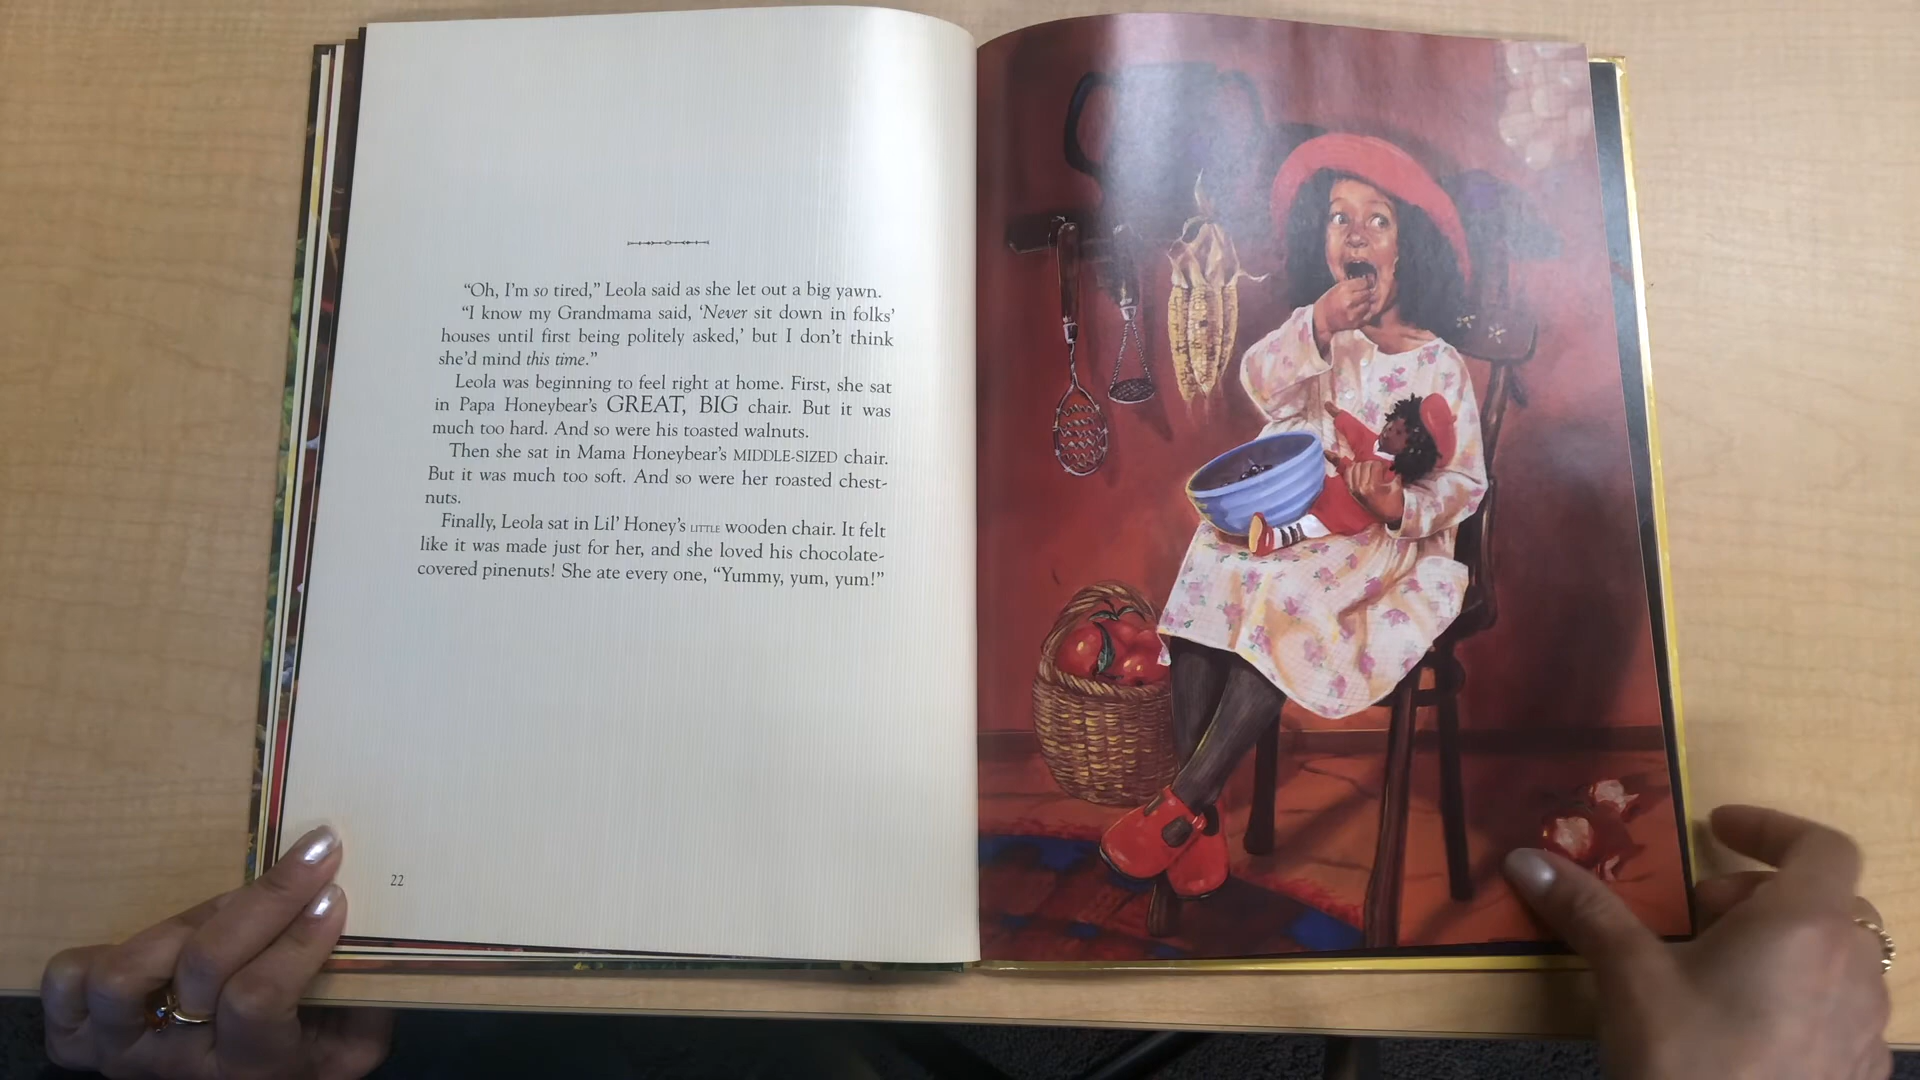 “Oh, I’m so tired,” Leola said as she let out a big yawn.
“I know my Grandmama said, ‘Never sit down in folks’
houses until first being politely asked,’ but I don’t think
she’d mind this time.”
Leola was beginning to feel right at home. First, she sat
in Papa Honeybear’s GREAT, BIG chair. But it was
much too hard. And so were his toasted walnuts.
Then she sat in Mama Honeybear’s MIDDLE-SIZED chair.
But it was much too soft. And so were her roasted chest-
nuts.
Finally, Leola sat in Lil’ Honey’s LITTLE wooden chair. It felt
like it was made just for her, and she loved his chocolate-
covered pinenuts! She ate every one, “Yummy, yum, yum!”
22